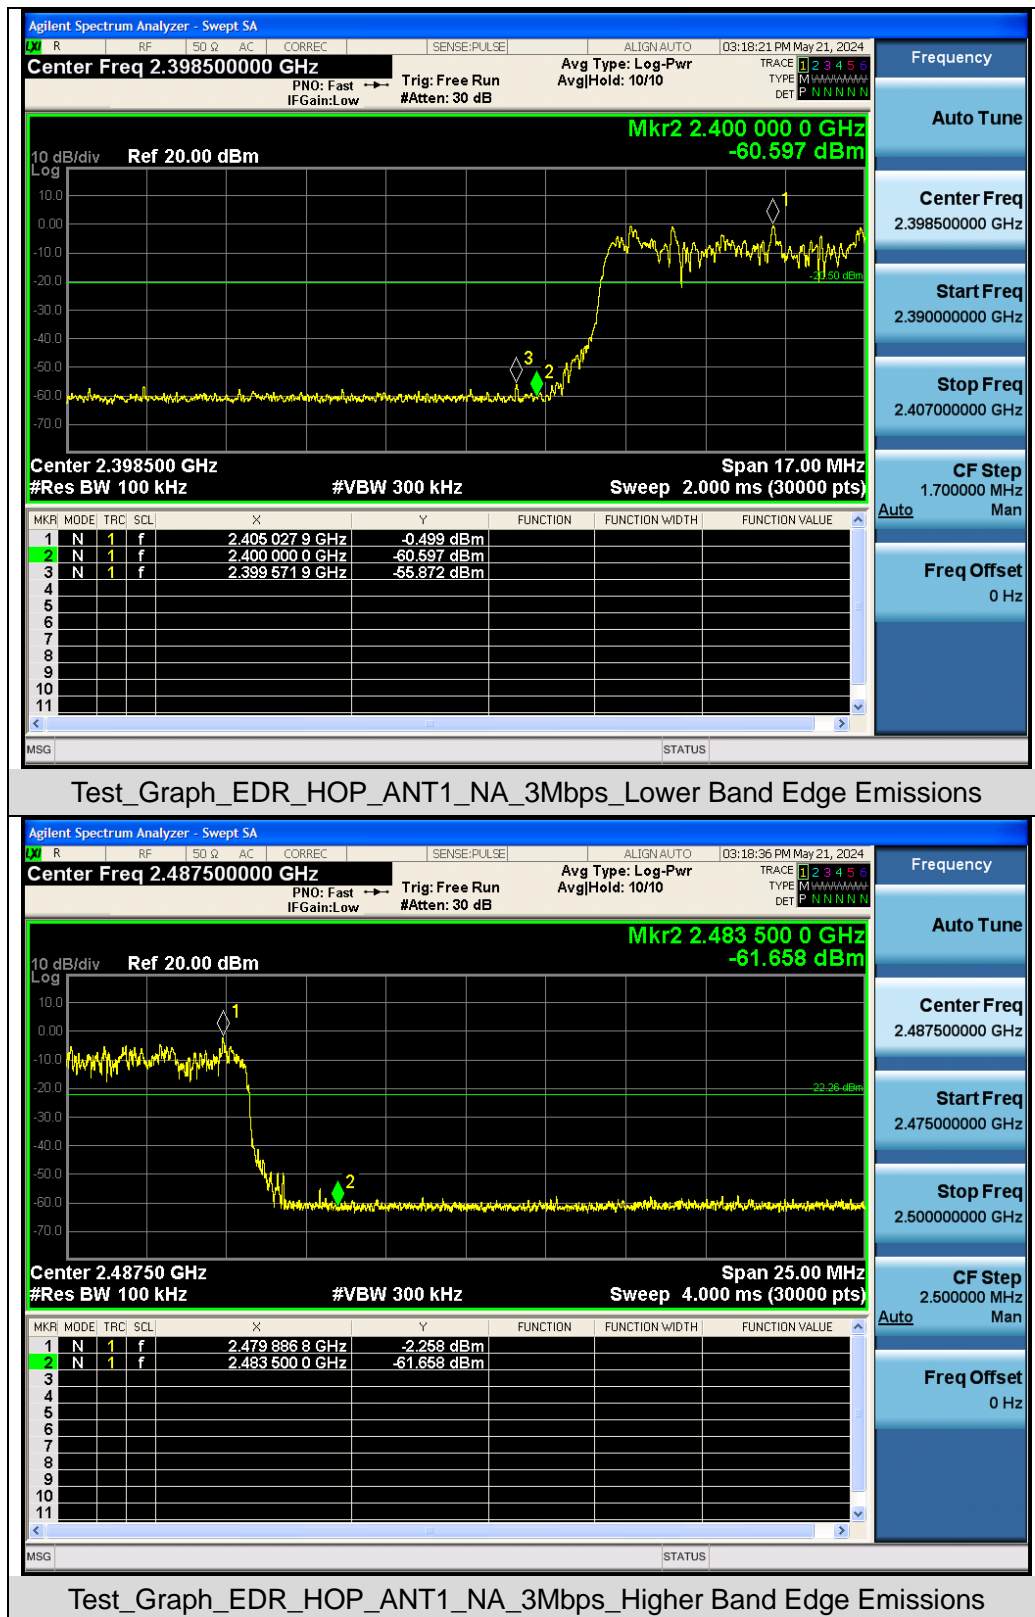 Agilent Spectrum Analyzer - Swept SA
LXI R RF 50 Ω AC CORREC SENSE:PULSE ALIGN AUTO 03:18:21 PM May 21, 2024
Center Freq 2.398500000 GHz
PNO: Fast
IFGain:Low
Trig: Free Run
#Atten: 30 dB
Avg Type: Log-Pwr
Avg|Hold: 10/10
TRACE 1 2 3 4 5 6
TYPE M
DET P N N N N N
Mkr2 2.400 000 0 GHz
-60.597 dBm
10 dB/div Ref 20.00 dBm
Log
10.0
0.00
-10.0
-20.0
-30.0
-40.0
-50.0
-60.0
-70.0
1
3
2
Center 2.398500 GHz Span 17.00 MHz
#Res BW 100 kHz #VBW 300 kHz Sweep 2.000 ms (30000 pts)
MKR MODE TRC SCL X Y FUNCTION FUNCTION WIDTH FUNCTION VALUE
1 N 1 f 2.405 027 9 GHz -0.499 dBm
2 N 1 f 2.400 000 0 GHz -60.597 dBm
3 N 1 f 2.399 571 9 GHz -55.872 dBm
4
5
6
7
8
9
10
11
MSG STATUS
Frequency
Auto Tune
Center Freq
2.398500000 GHz
Start Freq
2.390000000 GHz
Stop Freq
2.407000000 GHz
CF Step
1.700000 MHz
Auto Man
Freq Offset
0 Hz
Test_Graph_EDR_HOP_ANT1_NA_3Mbps_Lower Band Edge Emissions
Agilent Spectrum Analyzer - Swept SA
LXI R RF 50 Ω AC CORREC SENSE:PULSE ALIGN AUTO 03:18:36 PM May 21, 2024
Center Freq 2.487500000 GHz
PNO: Fast
IFGain:Low
Trig: Free Run
#Atten: 30 dB
Avg Type: Log-Pwr
Avg|Hold: 10/10
TRACE 1 2 3 4 5 6
TYPE M
DET P N N N N N
Mkr2 2.483 500 0 GHz
-61.658 dBm
10 dB/div Ref 20.00 dBm
Log
10.0
0.00
-10.0
-20.0
-30.0
-40.0
-50.0
-60.0
-70.0
1
-22.26 dBm
2
Center 2.48750 GHz Span 25.00 MHz
#Res BW 100 kHz #VBW 300 kHz Sweep 4.000 ms (30000 pts)
MKR MODE TRC SCL X Y FUNCTION FUNCTION WIDTH FUNCTION VALUE
1 N 1 f 2.479 886 8 GHz -2.258 dBm
2 N 1 f 2.483 500 0 GHz -61.658 dBm
3
4
5
6
7
8
9
10
11
MSG STATUS
Frequency
Auto Tune
Center Freq
2.487500000 GHz
Start Freq
2.475000000 GHz
Stop Freq
2.500000000 GHz
CF Step
2.500000 MHz
Auto Man
Freq Offset
0 Hz
Test_Graph_EDR_HOP_ANT1_NA_3Mbps_Higher Band Edge Emissions